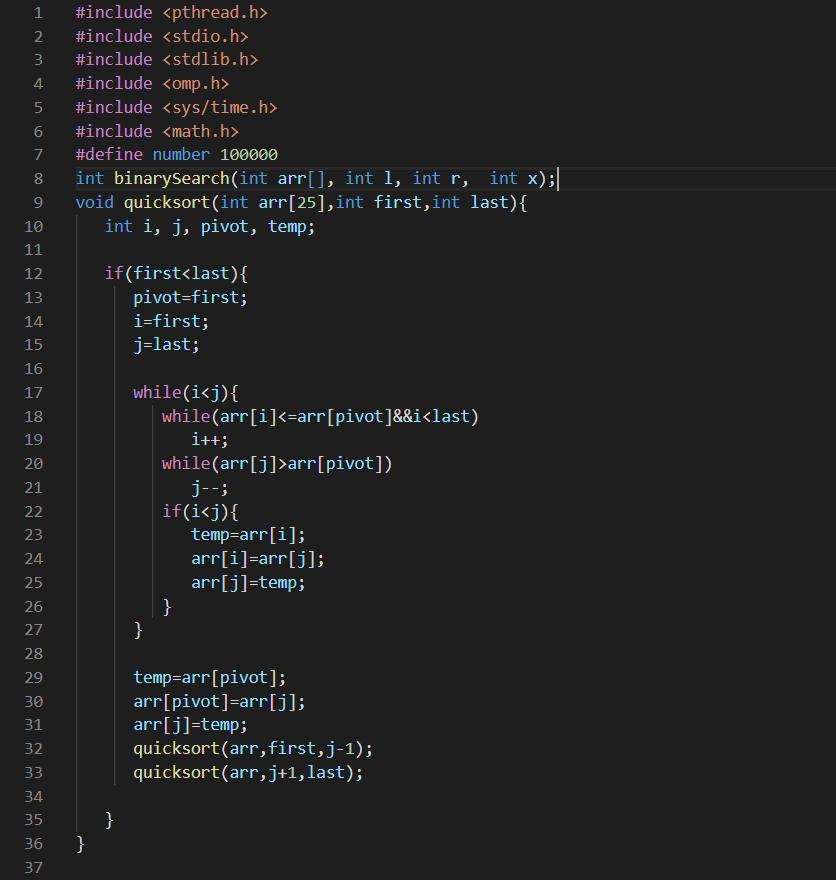 1 #include <pthread.h>
2 #include <stdio.h>
3 #include <stdlib.h>
4 #include <omp.h>
5 #include <sys/time.h>
6 #include <math.h>
7 #define number 100000
8 int binarySearch(int arr[], int l, int r,  int x);
9 void quicksort(int arr[25],int first,int last){
10    int i, j, pivot, temp;
11
12    if(first<last){
13       pivot=first;
14       i=first;
15       j=last;
16
17       while(i<j){
18          while(arr[i]<=arr[pivot]&&i<last)
19             i++;
20          while(arr[j]>arr[pivot])
21             j--;
22          if(i<j){
23             temp=arr[i];
24             arr[i]=arr[j];
25             arr[j]=temp;
26          }
27       }
28
29       temp=arr[pivot];
30       arr[pivot]=arr[j];
31       arr[j]=temp;
32       quicksort(arr,first,j-1);
33       quicksort(arr,j+1,last);
34
35    }
36 }
37